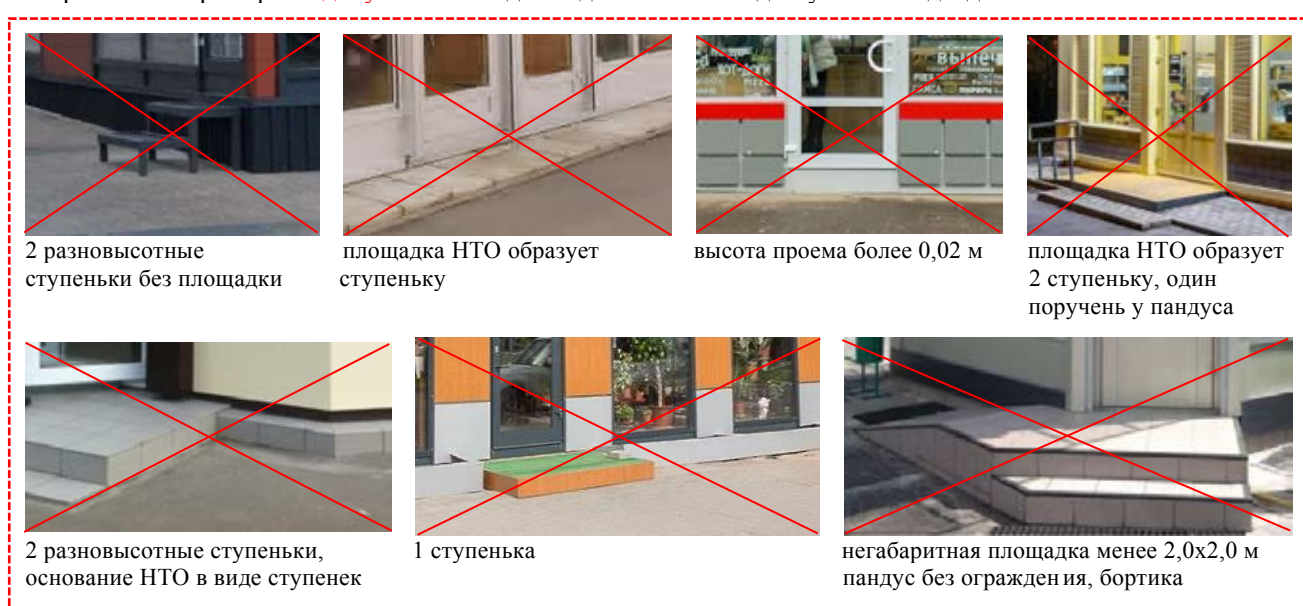 2 разновысотные
ступеньки без площадки
площадка НТО образует
ступеньку
высота проема более 0,02 м
площадка НТО образует
2 ступеньку, один
поручень у пандуса
2 разновысотные ступеньки,
основание НТО в виде ступенек
1 ступенька
негабаритная площадка менее 2,0х2,0 м
пандус без ограждения, бортика